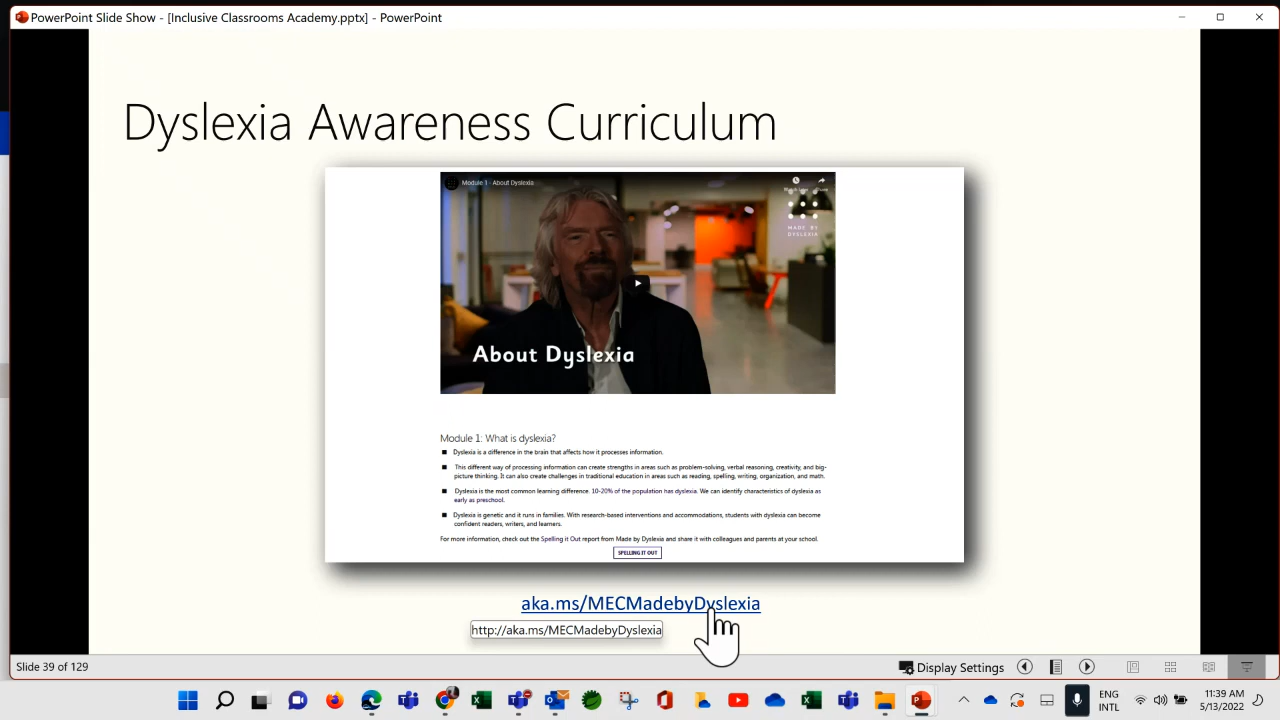 PowerPoint Slide Show - [Inclusive Classrooms Academy.pptx] - PowerPoint
Dyslexia Awareness Curriculum
Module 1 - About Dyslexia
MADE BY
DYSLEXIA
About Dyslexia
Module 1: What is dyslexia?
Dyslexia is a difference in the brain that affects how it processes information.
This different way of processing information can create strengths in areas such as problem-solving, verbal reasoning, creativity, and big-
picture thinking. It can also create challenges in traditional education in areas such as reading, spelling, writing, organization, and math.
Dyslexia is the most common learning difference. 10-20% of the population has dyslexia. We can identify characteristics of dyslexia as
early as preschool.
Dyslexia is genetic and it runs in families. With research-based interventions and accommodations, students with dyslexia can become
confident readers, writers, and learners.
For more information, check out the Spelling it Out report from Made by Dyslexia and share it with colleagues and parents at your school.
SPELLING IT OUT
aka.ms/MECMadebyDyslexia
http://aka.ms/MECMadebyDyslexia
Slide 39 of 129
Display Settings
ENG
INTL
11:39 AM
5/13/2022